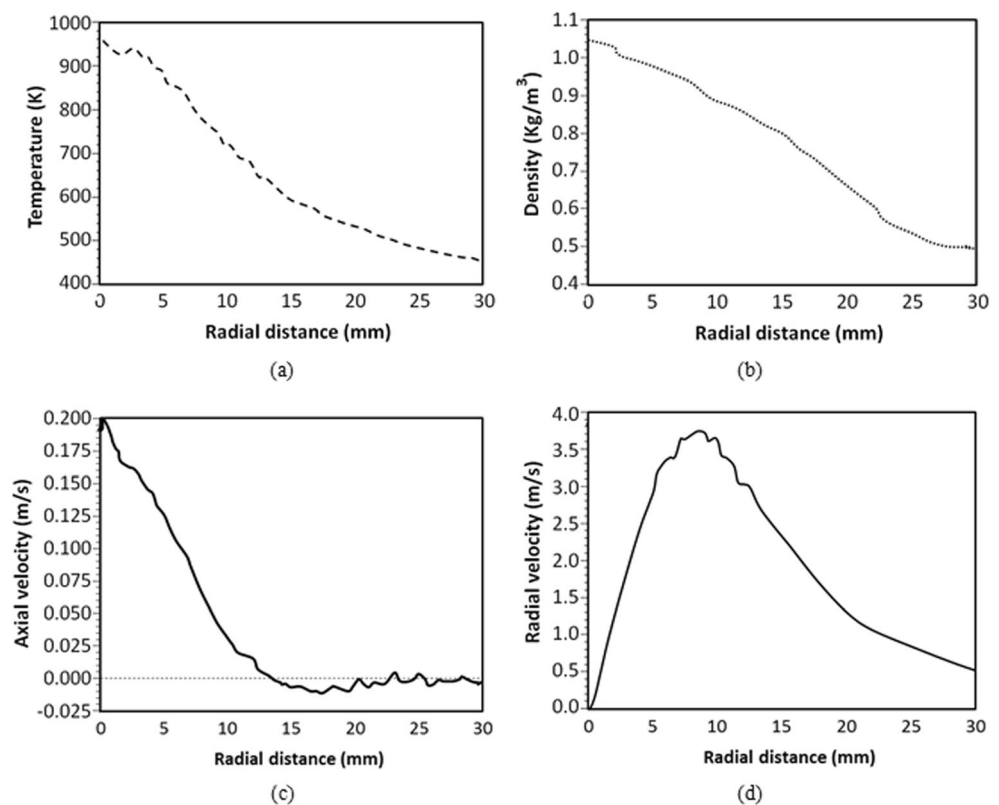 1000
900
800
700
600
500
400
0 5 10 15 20 25 30
Temperature (K)
Radial distance (mm)
(a)
1.1
1.0
0.9
0.8
0.7
0.6
0.5
0.4
0 5 10 15 20 25 30
Density (Kg/m³)
Radial distance (mm)
(b)
0.200
0.175
0.150
0.125
0.100
0.075
0.050
0.025
0.000
-0.025
0 5 10 15 20 25 30
Axial velocity (m/s)
Radial distance (mm)
(c)
4.0
3.5
3.0
2.5
2.0
1.5
1.0
0.5
0.0
0 5 10 15 20 25 30
Radial velocity (m/s)
Radial distance (mm)
(d)